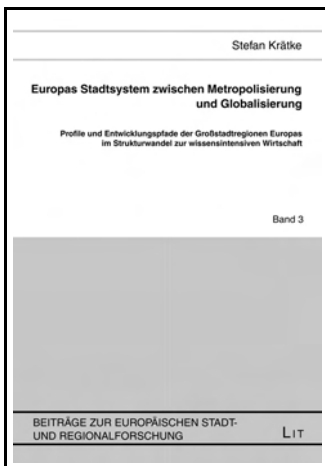 Stefan Krätke
Europas Stadtsystem zwischen Metropolisierung
und Globalisierung
Profile und Entwicklungspfade der Großstadtregionen Europas
im Strukturwandel zur wissensintensiven Wirtschaft
Band 3
BEITRÄGE ZUR EUROPÄISCHEN STADT-
UND REGIONALFORSCHUNG
LIT